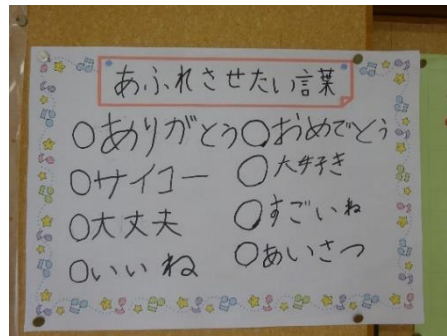 あふれさせたい言葉
○ありがとう○おめでとう
○サイコー ○大好き
○大丈夫 ○すごいね
○いいね ○あいさつ